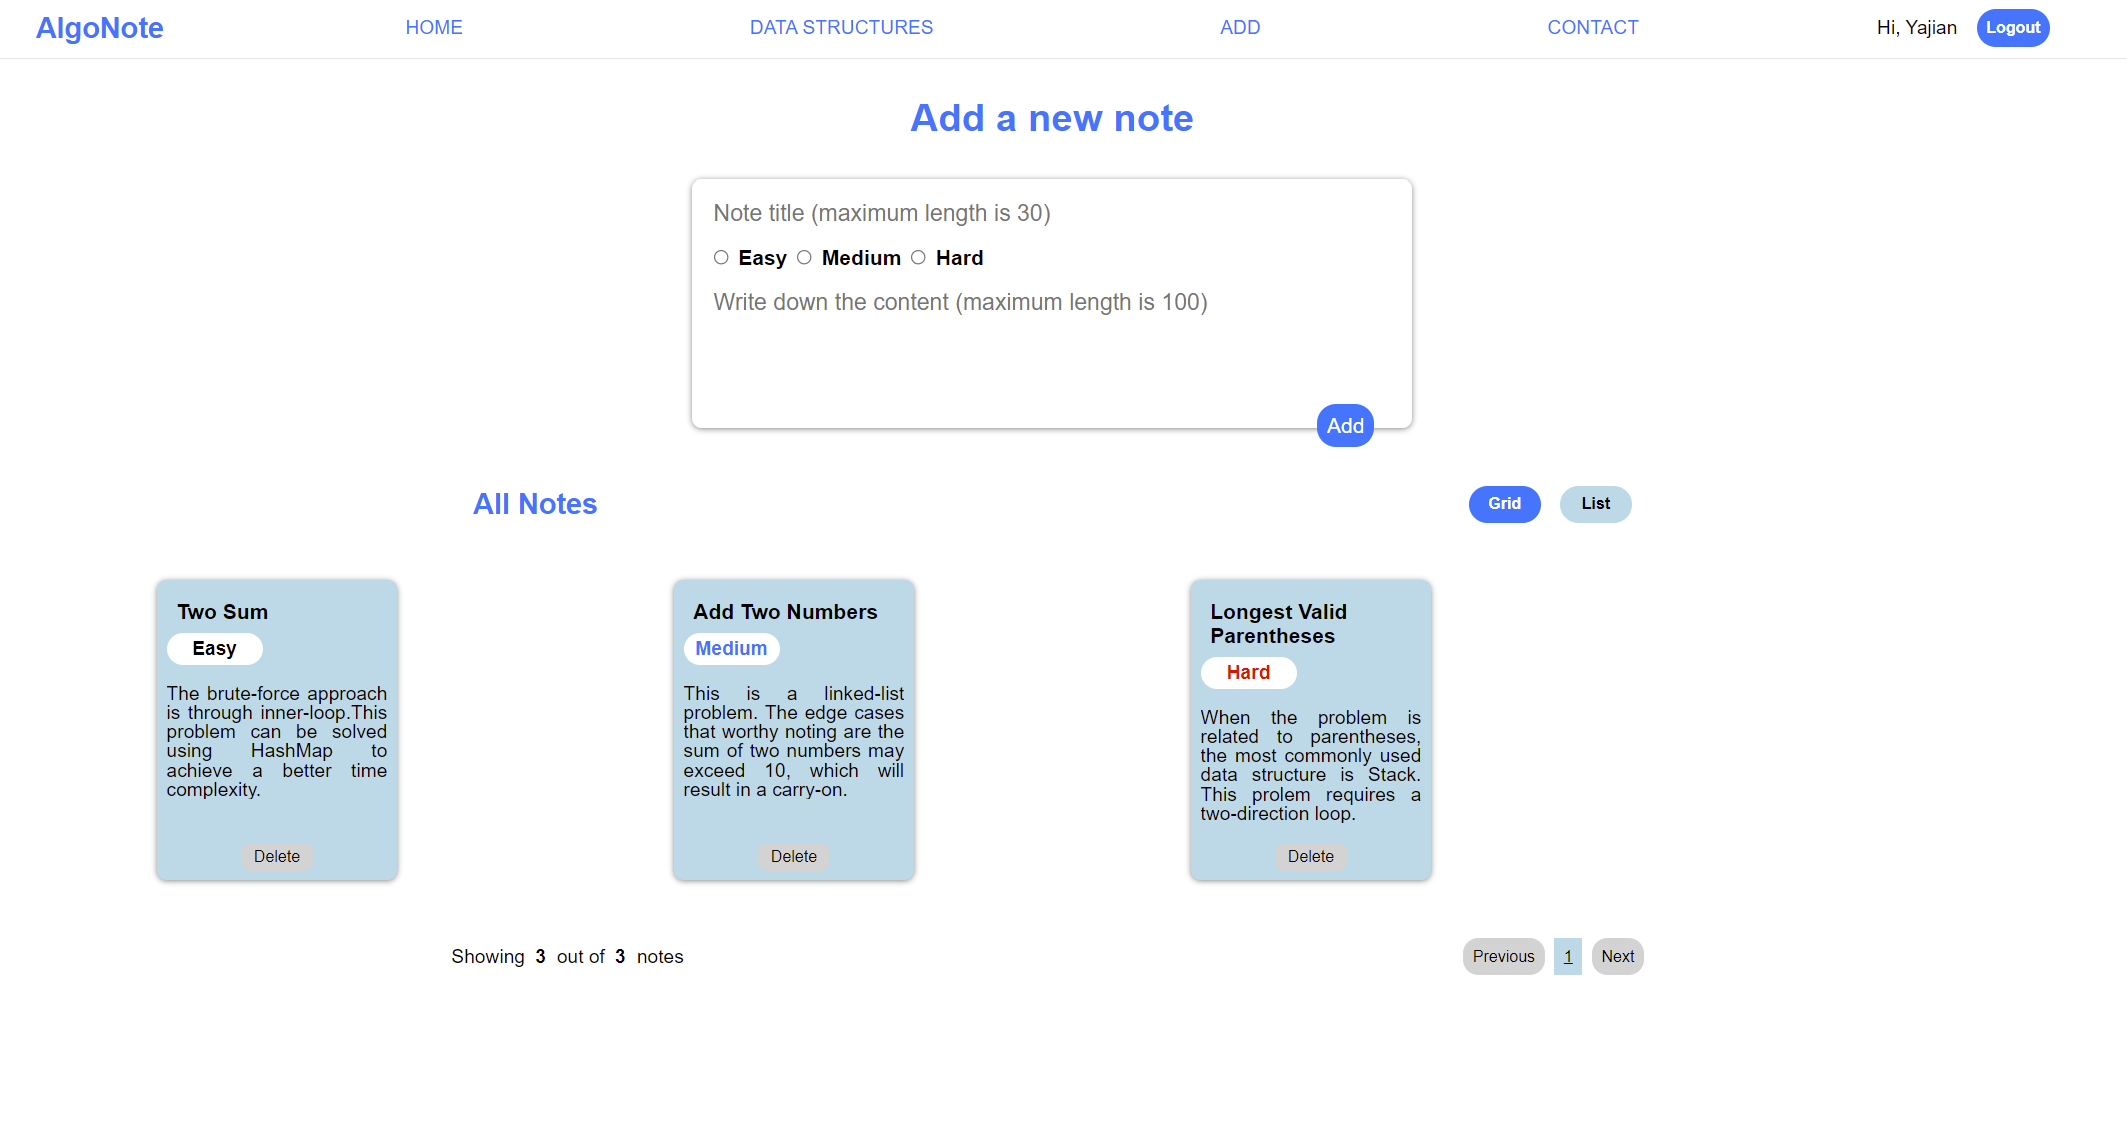 AlgoNote HOME DATA STRUCTURES ADD CONTACT Hi, Yajian Logout
Add a new note
Note title (maximum length is 30)
Easy Medium Hard
Write down the content (maximum length is 100)
Add
All Notes Grid List
Two Sum
Easy
The brute-force approach
is through inner-loop.This
problem can be solved
using HashMap to
achieve a better time
complexity.
Delete
Add Two Numbers
Medium
This is a linked-list
problem. The edge cases
that worthy noting are the
sum of two numbers may
exceed 10, which will
result in a carry-on.
Delete
Longest Valid
Parentheses
Hard
When the problem is
related to parentheses,
the most commonly used
data structure is Stack.
This prolem requires a
two-direction loop.
Delete
Showing 3 out of 3 notes Previous 1 Next